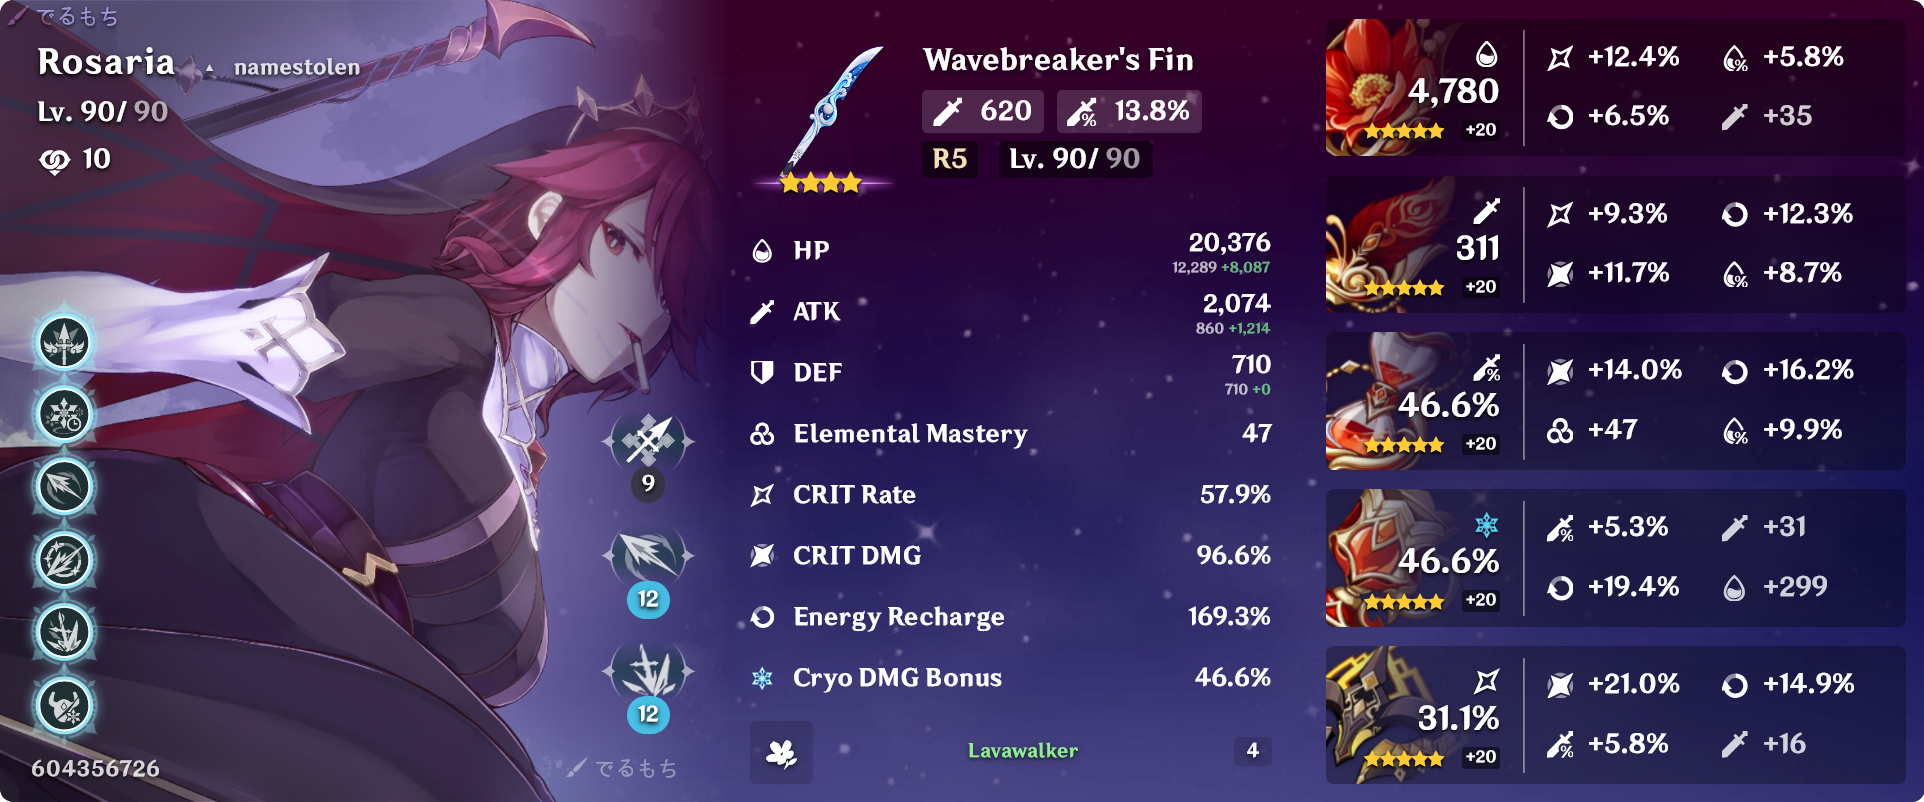 でるもち
Rosaria
namestolen
Lv. 90/ 90
10
9
12
12
604356726
でるもち
Wavebreaker's Fin
620 13.8%
R5 Lv. 90/ 90
HP 20,376
12,289 +8,087
ATK 2,074
860 +1,214
DEF 710
710 +0
Elemental Mastery 47
CRIT Rate 57.9%
CRIT DMG 96.6%
Energy Recharge 169.3%
Cryo DMG Bonus 46.6%
Lavawalker 4
4,780
+20
+12.4% +5.8%
+6.5% +35
311
+20
+9.3% +12.3%
+11.7% +8.7%
46.6%
+20
+14.0% +16.2%
+47 +9.9%
46.6%
+20
+5.3% +31
+19.4% +299
31.1%
+20
+21.0% +14.9%
+5.8% +16